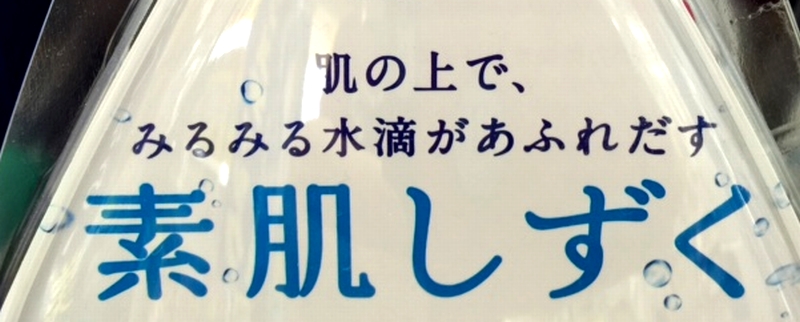 肌の上で、
みるみる水滴があふれだす
素肌しずく